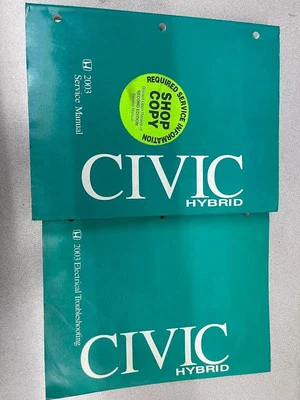 2003
Service Manual
REQUIRED SERVICE INFORMATION
SHOP
COPY
CIVIC
HYBRID
2003 Electrical Troubleshooting
CIVIC
HYBRID